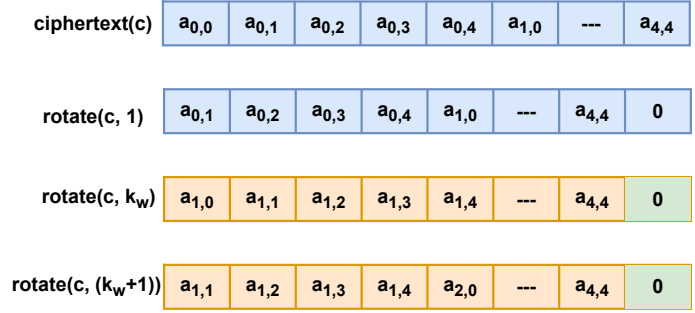 ciphertext(c) a0,0 a0,1 a0,2 a0,3 a0,4 a1,0 --- a4,4
rotate(c, 1) a0,1 a0,2 a0,3 a0,4 a1,0 --- a4,4 0
rotate(c, kw) a1,0 a1,1 a1,2 a1,3 a1,4 --- a4,4 0
rotate(c, (kw+1)) a1,1 a1,2 a1,3 a1,4 a2,0 --- a4,4 0